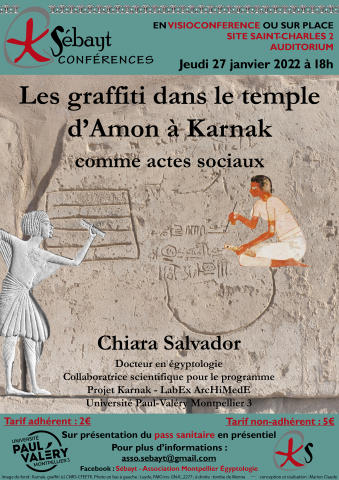 Sébayt
CONFÉRENCES
EN VISIOCONFERENCE OU SUR PLACE
SITE SAINT-CHARLES 2
AUDITORIUM
Jeudi 27 janvier 2022 à 18h
Les graffiti dans le temple
d'Amon à Karnak
comme actes sociaux
Chiara Salvador
Docteur en égyptologie
Collaboratrice scientifique pour le programme
Projet Karnak - LabEx ArcHiMedE
Université Paul-Valéry Montpellier 3
Tarif adhérent : 2€
Tarif non-adhérent : 5€
Sur présentation du pass sanitaire en présentiel
Pour plus d'informations :
asso.sebayt@gmail.com
Facebook : Sébayt - Association Montpellier Égyptologie
UNIVERSITÉ
PAUL
VALÉRY
MONTPELLIER 3